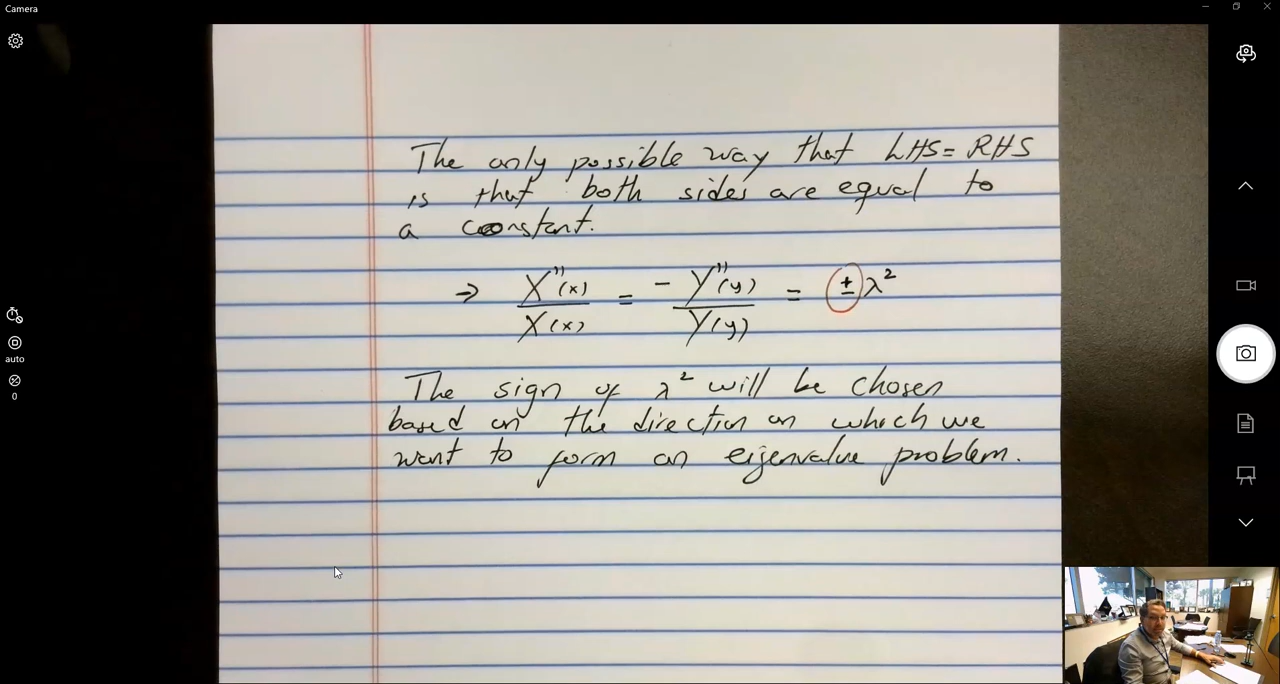 Camera
The only possible way that LHS = RHS
is that both sides are equal to
a constant.
→ X''(x) / X(x) = - Y''(y) / Y(y) = ± λ²
The sign of λ² will be chosen
based on the direction on which we
want to form an eigenvalue problem.
auto
0